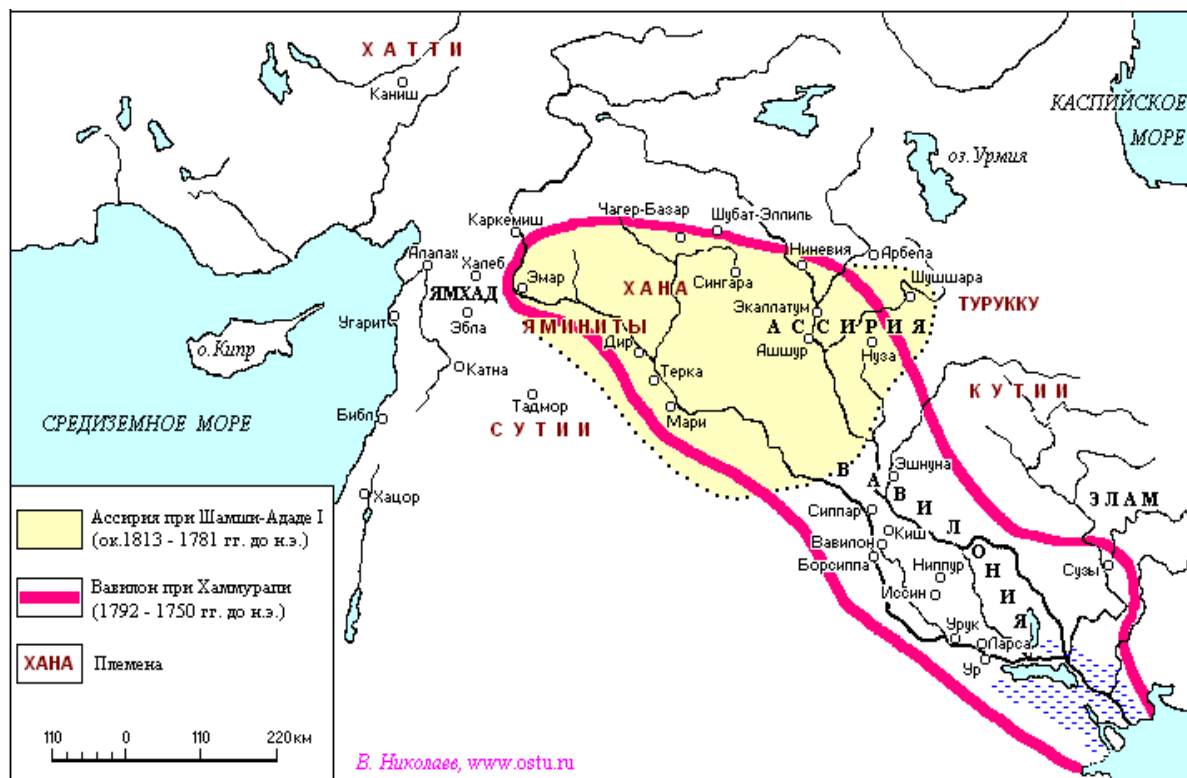 Х А Т Т И
Каниш
КАСПИЙСКОЕ
МОРЕ
оз. Урмия
Каркемиш
Чагер-Базар
Шубат-Эллиль
Ниневия
Арбела
Алалах
Халеб
Эмар
ХАНА
Сингара
Шушшара
ЯМХАД
ТУРУККУ
Экаллатум
Угарит
Эбла
ЯМИНИТЫ
АССИРИЯ
о. Кипр
Дир
Ашшур
Нуза
Катна
Терка
КУТИИ
Тадмор
Мари
СРЕДИЗЕМНОЕ МОРЕ
Библ
СУТИИ
ВАВИЛОНИЯ
Эшнуна
Хацор
ЭЛАМ
Сиппар
Киш
Вавилон
Борсиппа
Ниппур
Сузы
Иссин
Урук
Ларса
Ур
Ассирия при Шамши-Ададе I
(ок.1813 - 1781 гг. до н.э.)
Вавилон при Хаммурапи
(1792 - 1750 гг. до н.э.)
ХАНА Племена
110 0 110 220 км
В. Николаев, www.ostu.ru